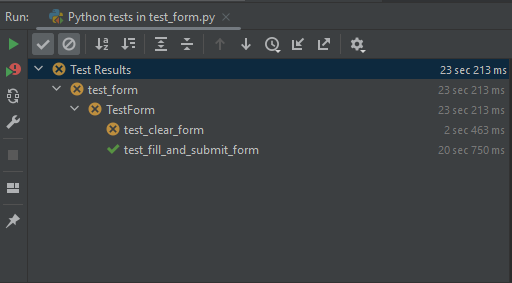 Run: Python tests in test_form.py
Test Results 23 sec 213 ms
test_form 23 sec 213 ms
TestForm 23 sec 213 ms
test_clear_form 2 sec 463 ms
test_fill_and_submit_form 20 sec 750 ms